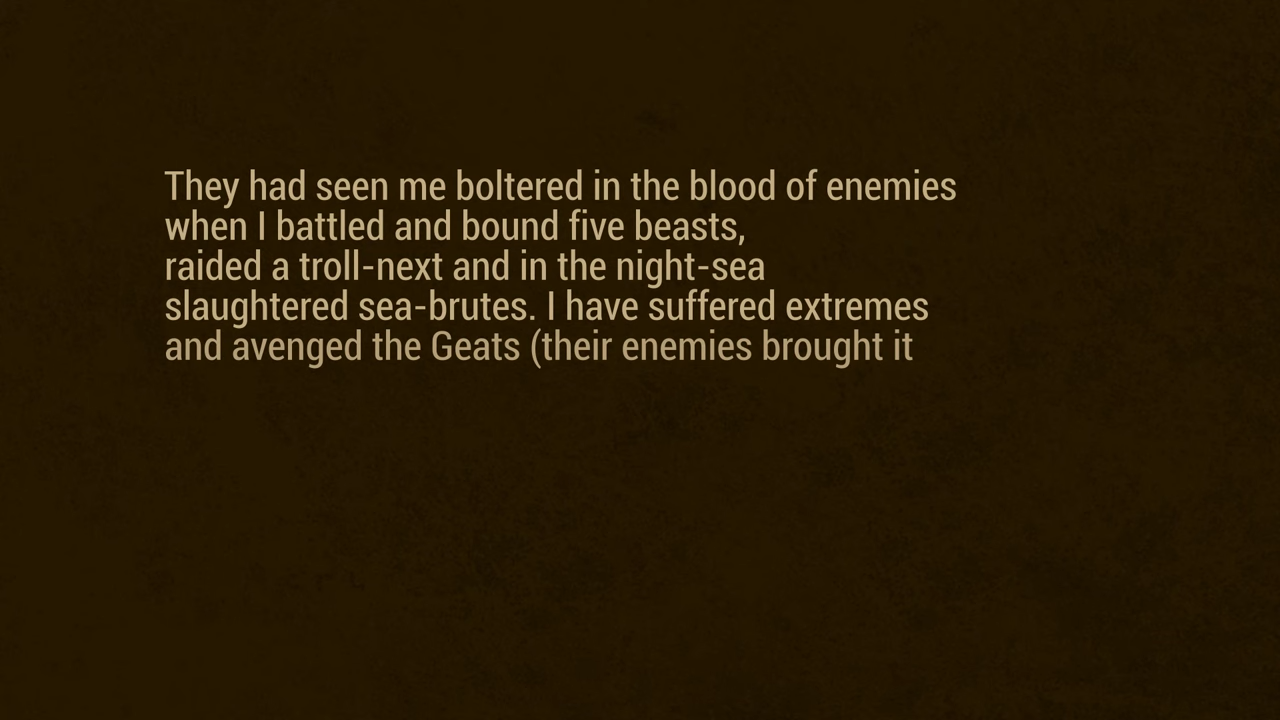 They had seen me boltered in the blood of enemies
when I battled and bound five beasts,
raided a troll-next and in the night-sea
slaughtered sea-brutes. I have suffered extremes
and avenged the Geats (their enemies brought it